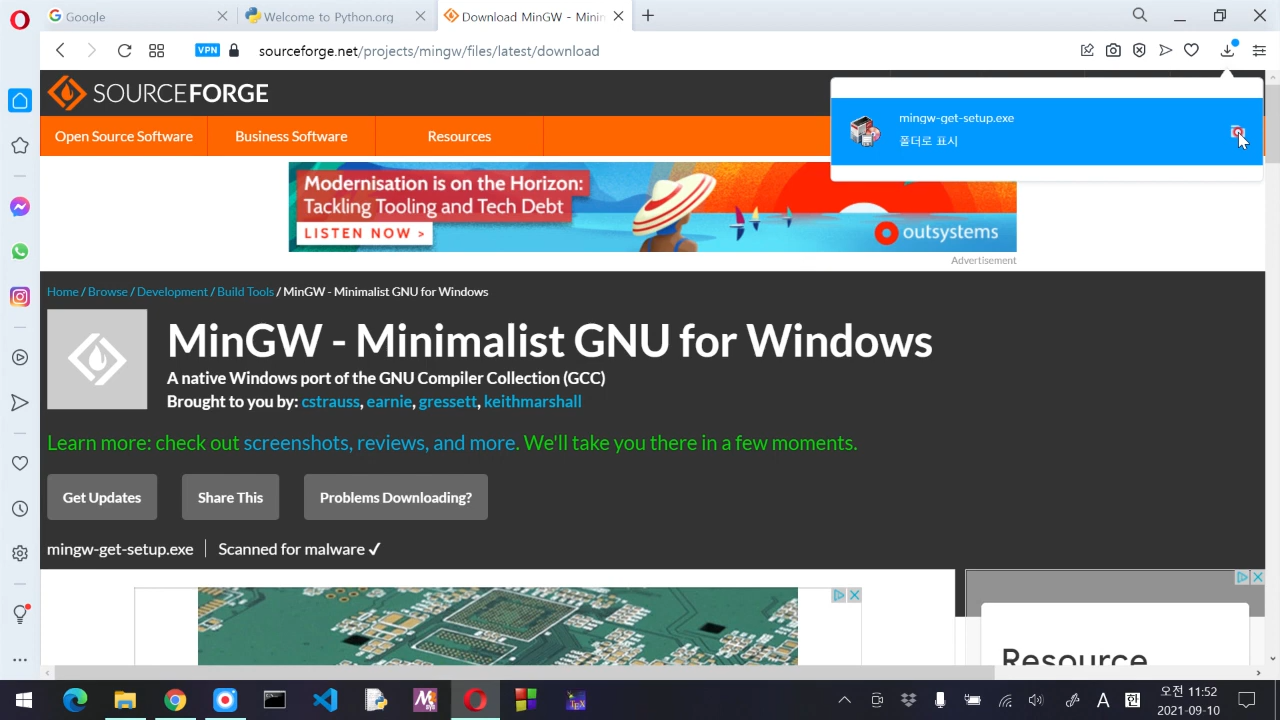 Google
Welcome to Python.org
Download MinGW - Minin
VPN
sourceforge.net/projects/mingw/files/latest/download
SOURCEFORGE
mingw-get-setup.exe
폴더로 표시
Open Source Software
Business Software
Resources
Modernisation is on the Horizon:
Tackling Tooling and Tech Debt
LISTEN NOW >
outsystems
Advertisement
Home / Browse / Development / Build Tools / MinGW - Minimalist GNU for Windows
MinGW - Minimalist GNU for Windows
A native Windows port of the GNU Compiler Collection (GCC)
Brought to you by: cstrauss, earnie, gressett, keithmarshall
Learn more: check out screenshots, reviews, and more. We'll take you there in a few moments.
Get Updates
Share This
Problems Downloading?
mingw-get-setup.exe
Scanned for malware ✓
Resource
A
한
오전 11:52
2021-09-10